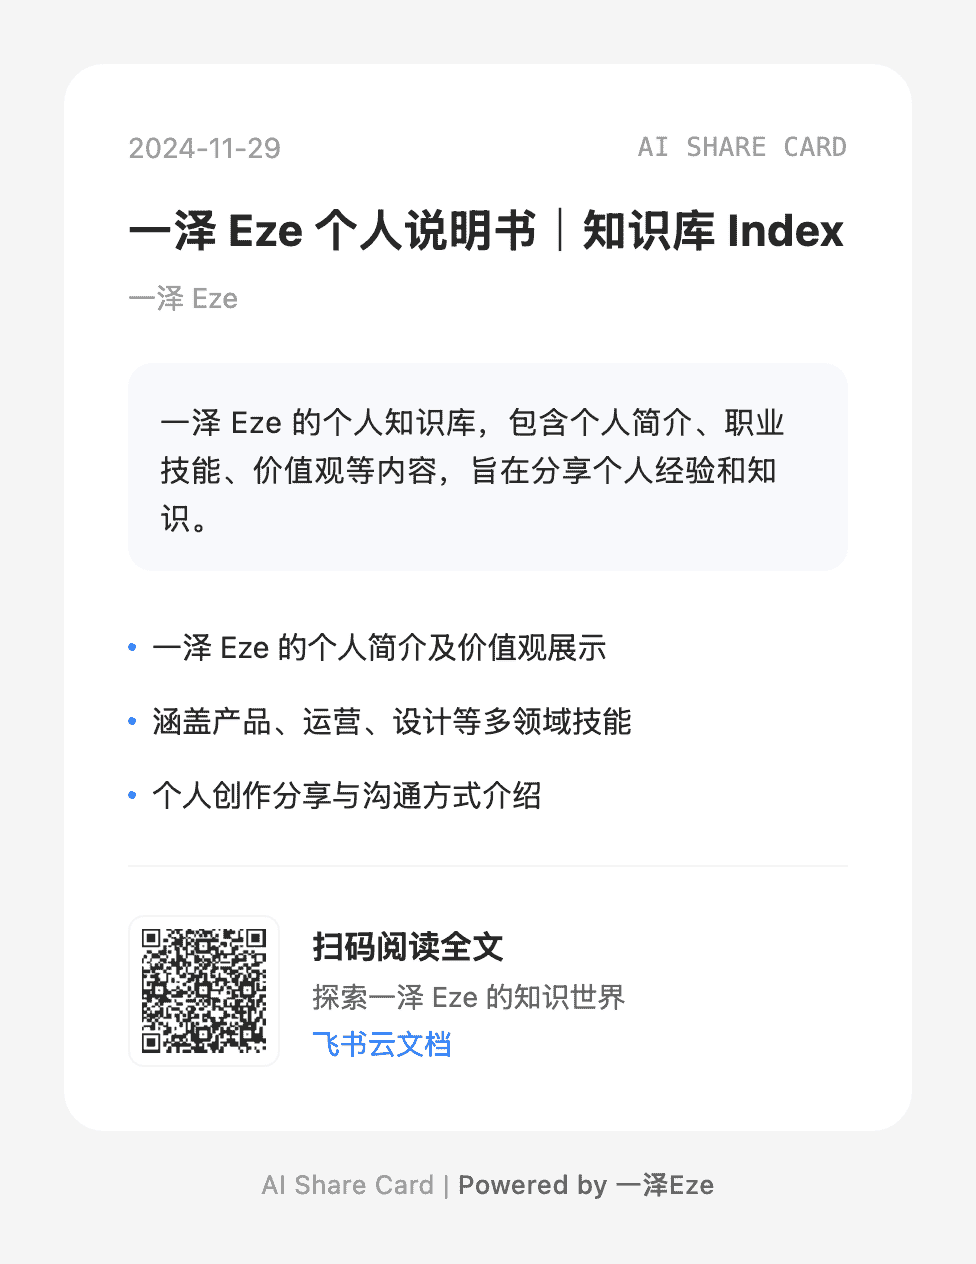 2024-11-29
AI SHARE CARD
一泽 Eze 个人说明书｜知识库 Index
一泽 Eze
一泽 Eze 的个人知识库，包含个人简介、职业
技能、价值观等内容，旨在分享个人经验和知
识。
• 一泽 Eze 的个人简介及价值观展示
• 涵盖产品、运营、设计等多领域技能
• 个人创作分享与沟通方式介绍
扫码阅读全文
探索一泽 Eze 的知识世界
飞书云文档
AI Share Card | Powered by 一泽Eze